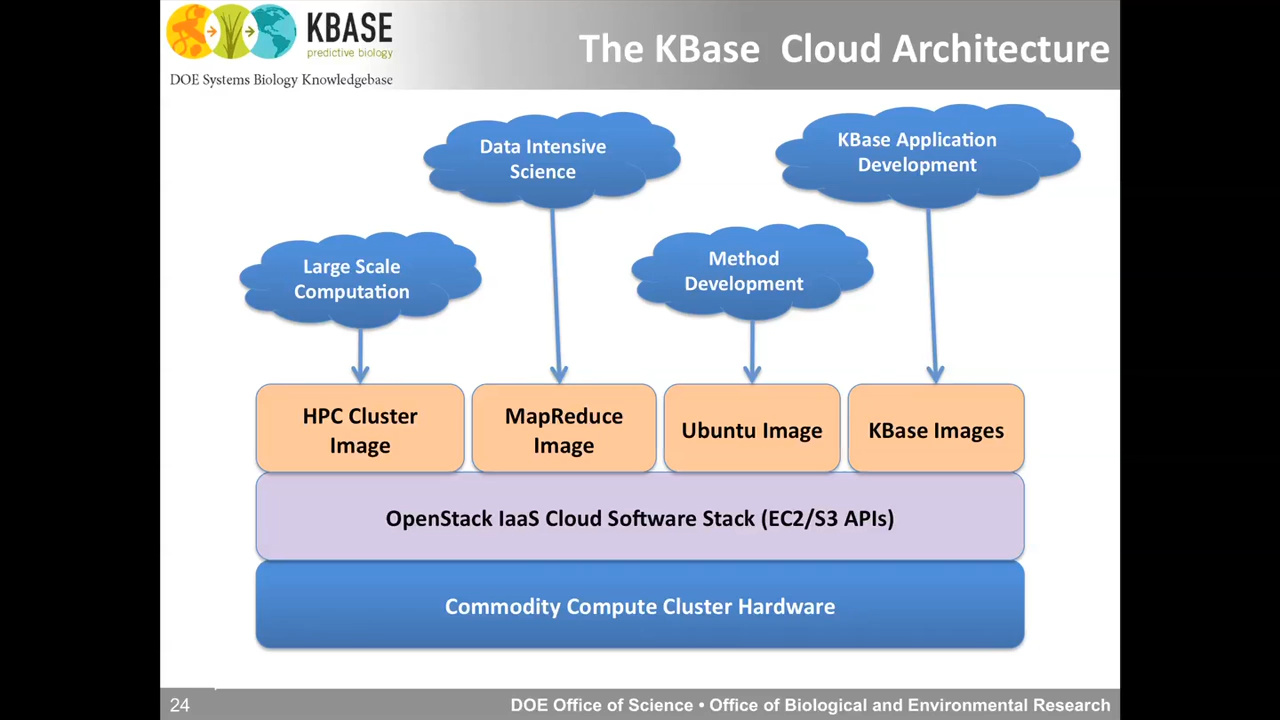 KBASE
predictive biology
DOE Systems Biology Knowledgebase
The KBase Cloud Architecture
Data Intensive
Science
KBase Application
Development
Large Scale
Computation
Method
Development
HPC Cluster
Image
MapReduce
Image
Ubuntu Image
KBase Images
OpenStack IaaS Cloud Software Stack (EC2/S3 APIs)
Commodity Compute Cluster Hardware
24
DOE Office of Science • Office of Biological and Environmental Research